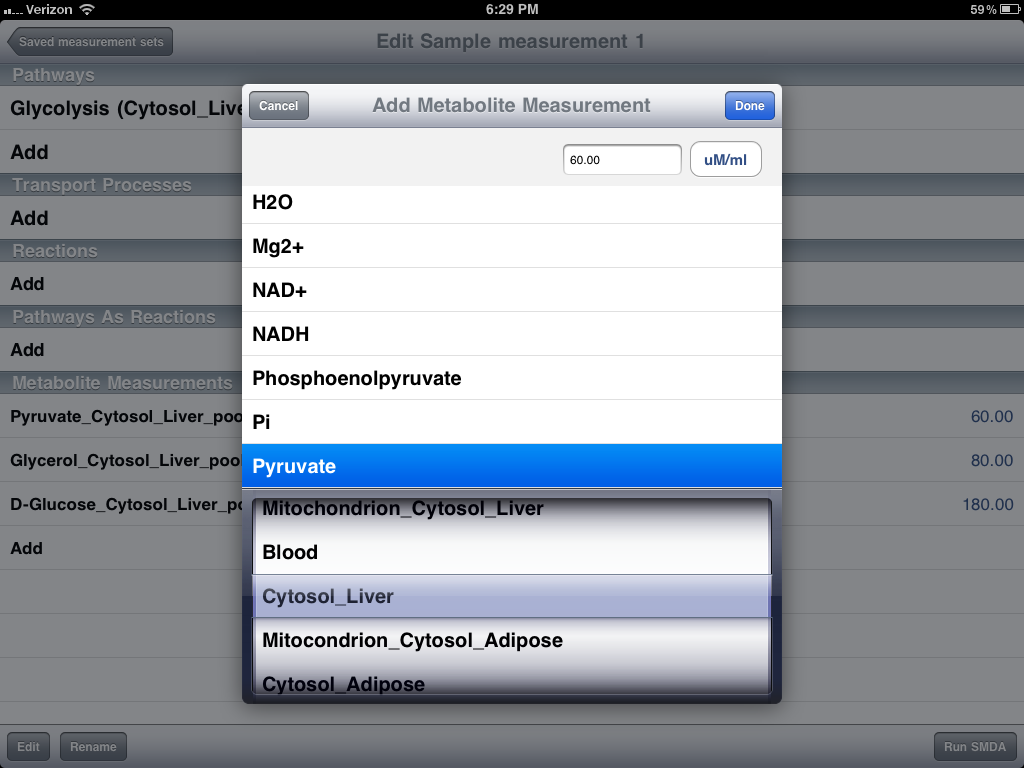 Verizon 6:29 PM 59%
Saved measurement sets Edit Sample measurement 1
Pathways
Glycolysis (Cytosol_Live
Add
Transport Processes
Add
Reactions
Add
Pathways As Reactions
Add
Metabolite Measurements
Pyruvate_Cytosol_Liver_poo 60.00
Glycerol_Cytosol_Liver_pool 80.00
D-Glucose_Cytosol_Liver_po 180.00
Add
Cancel Add Metabolite Measurement Done
60.00 uM/ml
H2O
Mg2+
NAD+
NADH
Phosphoenolpyruvate
Pi
Pyruvate
Mitochondrion_Cytosol_Liver
Blood
Cytosol_Liver
Mitocondrion_Cytosol_Adipose
Cytosol_Adipose
Edit Rename Run SMDA